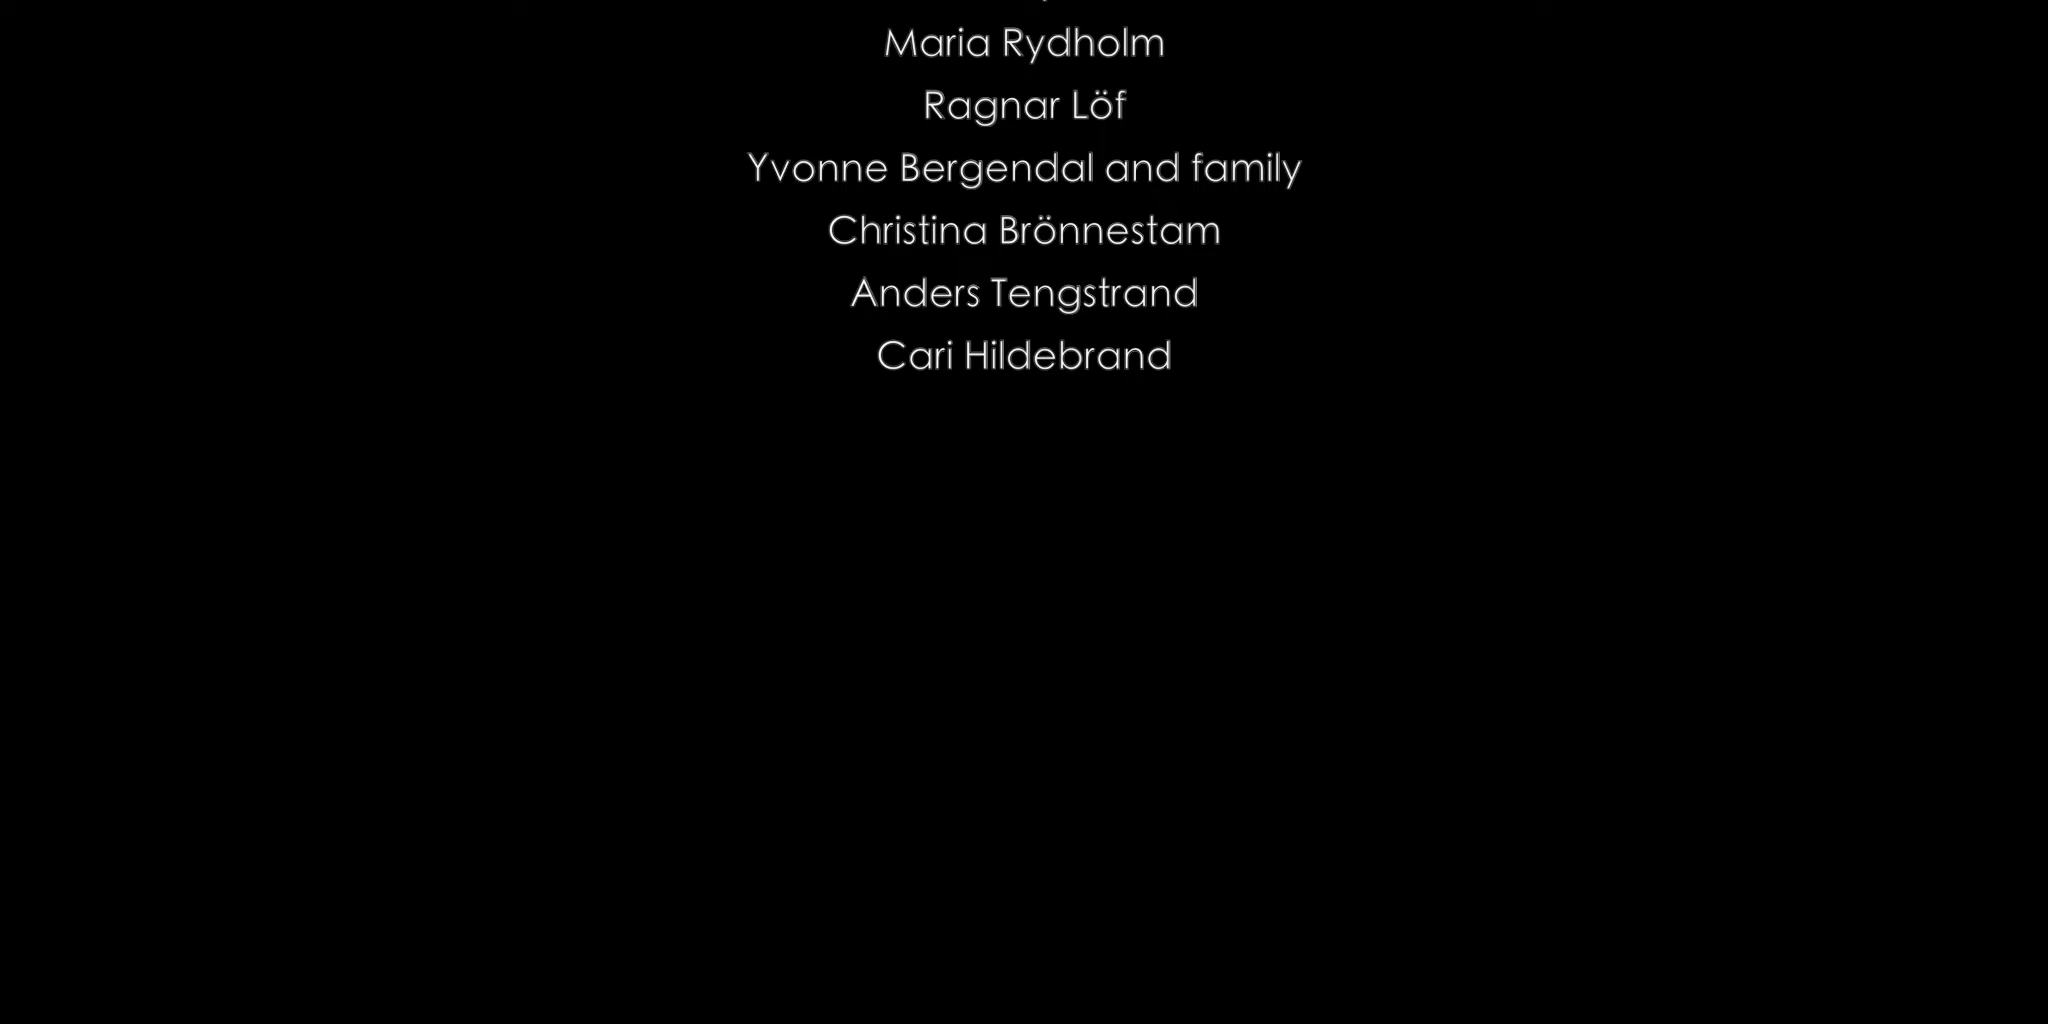 Maria Rydholm
Ragnar Löf
Yvonne Bergendal and family
Christina Brönnestam
Anders Tengstrand
Cari Hildebrand